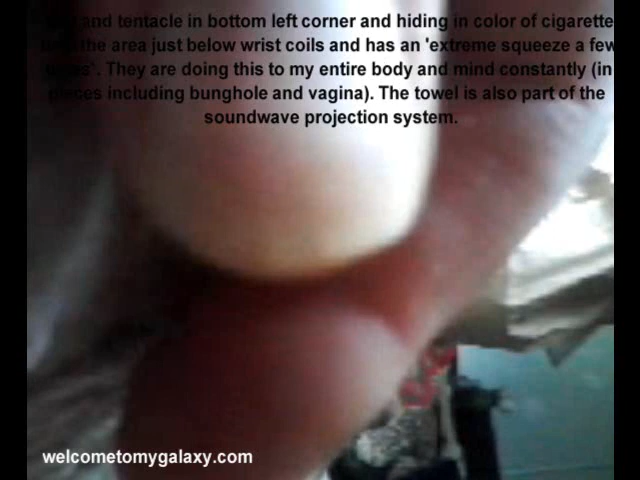 and tentacle in bottom left corner and hiding in color of cigarette
the area just below wrist coils and has an 'extreme squeeze a few
They are doing this to my entire body and mind constantly (in
including bunghole and vagina). The towel is also part of the
soundwave projection system.
welcometomygalaxy.com